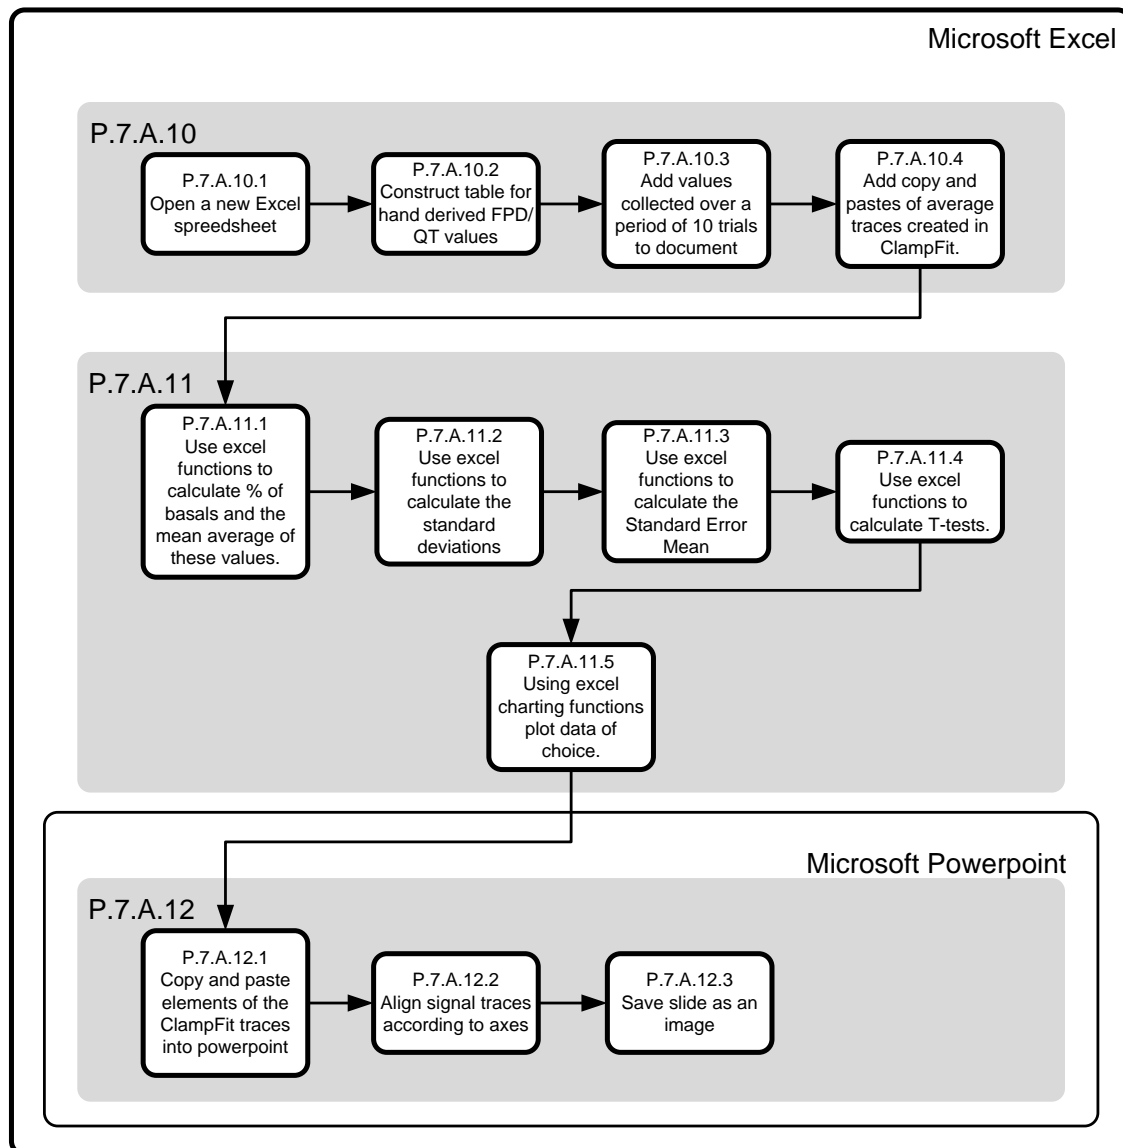 Microsoft Excel
P.7.A.10
P.7.A.10.1
Open a new Excel
spreedsheet
P.7.A.10.2
Construct table for
hand derived FPD/
QT values
P.7.A.10.3
Add values
collected over a
period of 10 trials
to document
P.7.A.10.4
Add copy and
pastes of average
traces created in
ClampFit.
P.7.A.11
P.7.A.11.1
Use excel
functions to
calculate % of
basals and the
mean average of
these values.
P.7.A.11.2
Use excel
functions to
calculate the
standard
deviations
P.7.A.11.3
Use excel
functions to
calculate the
Standard Error
Mean
P.7.A.11.4
Use excel
functions to
calculate T-tests.
P.7.A.11.5
Using excel
charting functions
plot data of
choice.
Microsoft Powerpoint
P.7.A.12
P.7.A.12.1
Copy and paste
elements of the
ClampFit traces
into powerpoint
P.7.A.12.2
Align signal traces
according to axes
P.7.A.12.3
Save slide as an
image